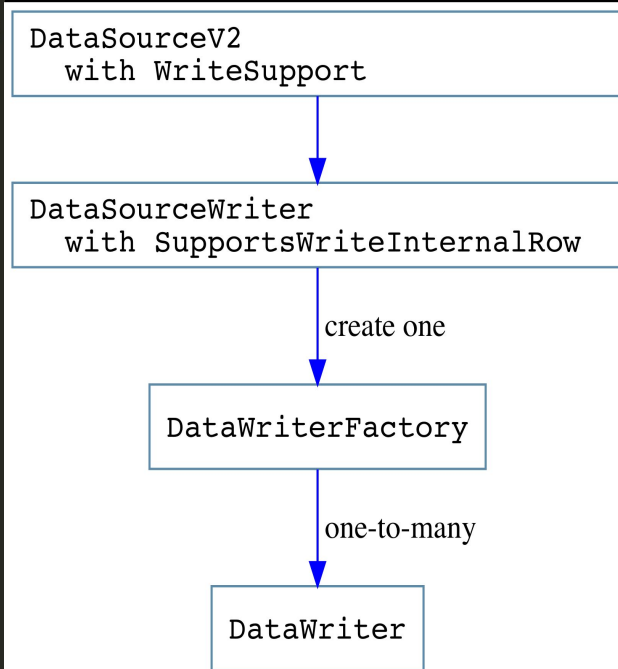 DataSourceV2
with WriteSupport
DataSourceWriter
with SupportsWriteInternalRow
create one
DataWriterFactory
one-to-many
DataWriter